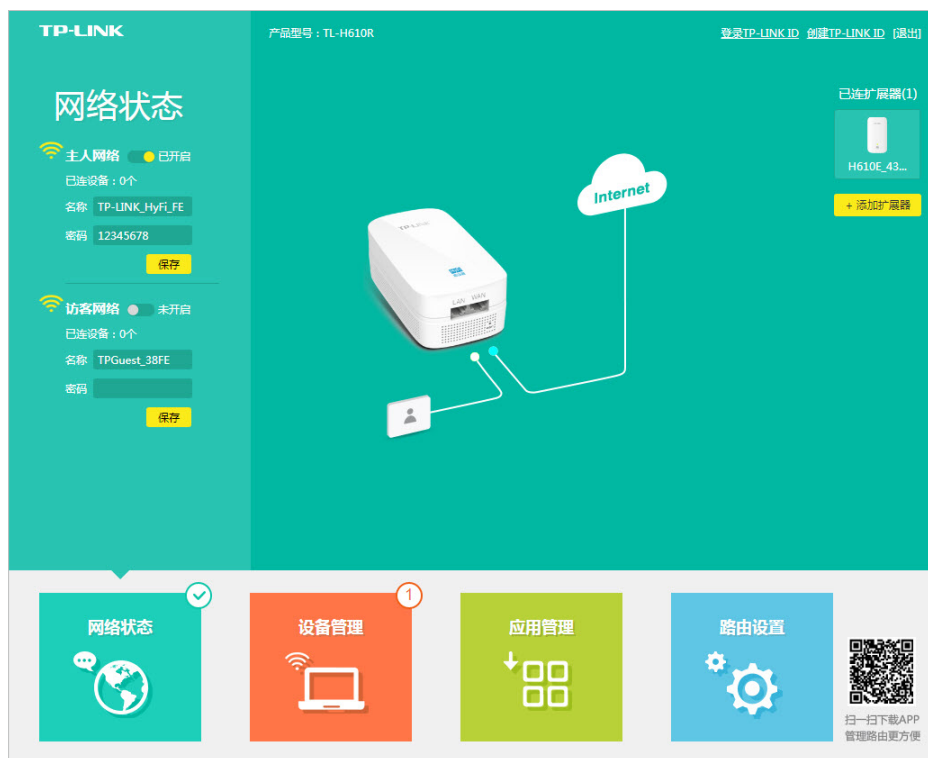 TP-LINK
产品型号：TL-H610R
登录TP-LINK ID 创建TP-LINK ID [退出]
网络状态
主人网络 已开启
已连设备：0个
名称 TP-LINK_HyFi_FE
密码 12345678
保存
访客网络 未开启
已连设备：0个
名称 TPGuest_38FE
密码
保存
Internet
TP-LINK
LAN WAN
已连扩展器(1)
H610E_43...
+ 添加扩展器
网络状态
设备管理
1
应用管理
路由设置
扫一扫下载APP
管理路由更方便